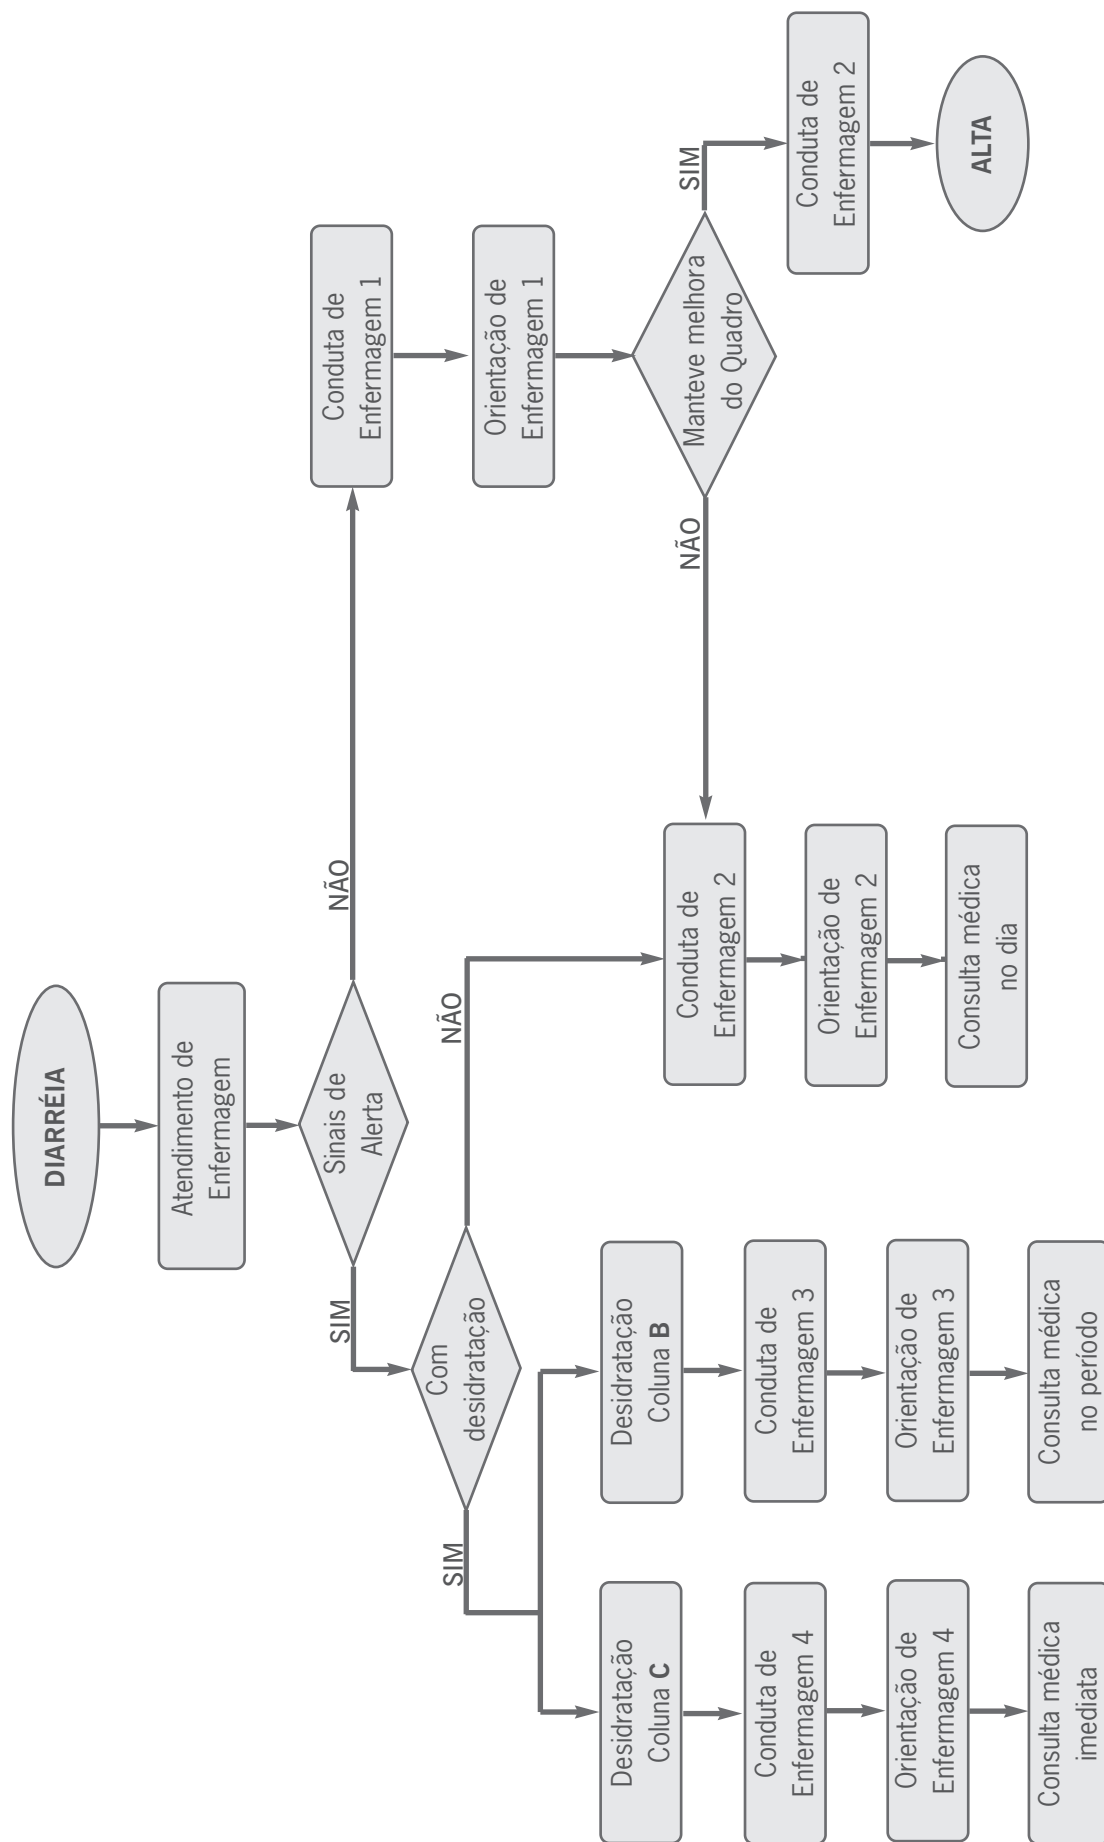 DIARRÉIA
Atendimento de
Enfermagem
Sinais de
Alerta
SIM
NÃO
Com
desidratação
SIM
NÃO
Desidratação
Coluna C
Conduta de
Enfermagem 4
Orientação de
Enfermagem 4
Consulta médica
imediata
Desidratação
Coluna B
Conduta de
Enfermagem 3
Orientação de
Enfermagem 3
Consulta médica
no período
Conduta de
Enfermagem 2
Orientação de
Enfermagem 2
Consulta médica
no dia
Conduta de
Enfermagem 1
Orientação de
Enfermagem 1
Manteve melhora
do Quadro
NÃO
SIM
Conduta de
Enfermagem 2
ALTA